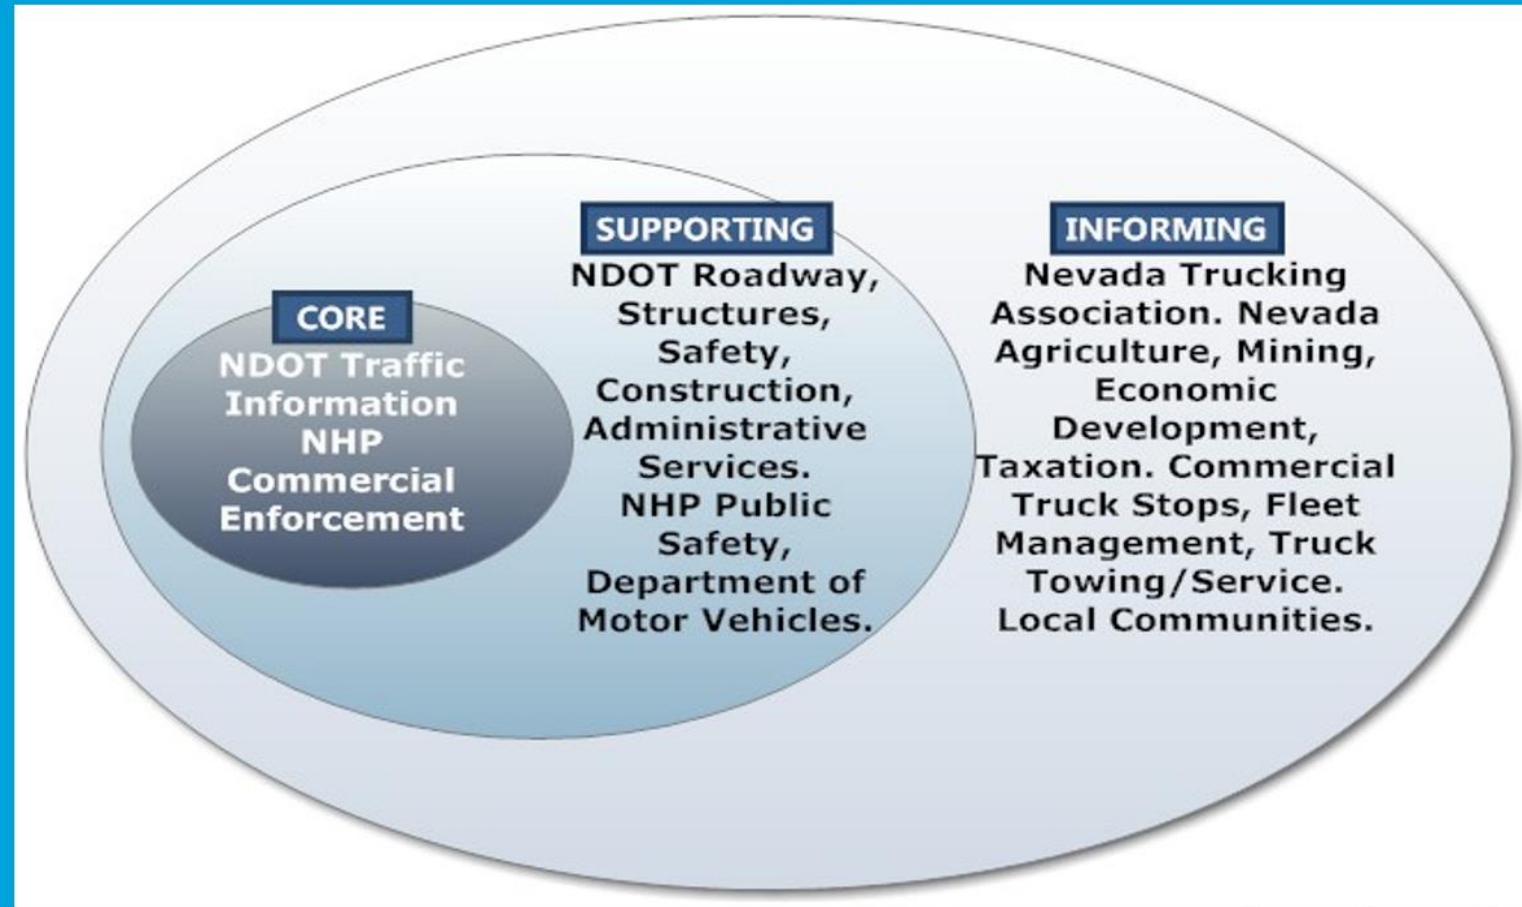 CORE
NDOT Traffic
Information
NHP
Commercial
Enforcement
SUPPORTING
NDOT Roadway,
Structures,
Safety,
Construction,
Administrative
Services.
NHP Public
Safety,
Department of
Motor Vehicles.
INFORMING
Nevada Trucking
Association. Nevada
Agriculture, Mining,
Economic
Development,
Taxation. Commercial
Truck Stops, Fleet
Management, Truck
Towing/Service.
Local Communities.